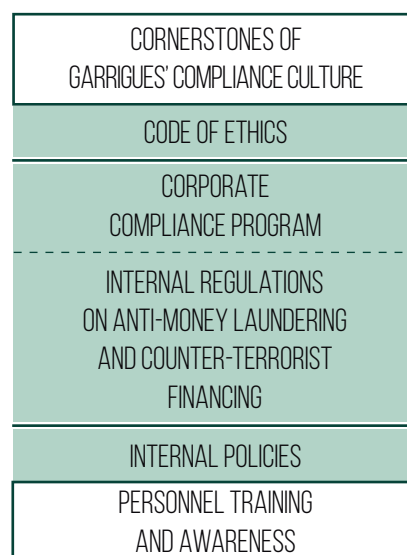 CORNERSTONES OF
GARRIGUES' COMPLIANCE CULTURE
CODE OF ETHICS
CORPORATE
COMPLIANCE PROGRAM
INTERNAL REGULATIONS
ON ANTI-MONEY LAUNDERING
AND COUNTER-TERRORIST
FINANCING
INTERNAL POLICIES
PERSONNEL TRAINING
AND AWARENESS